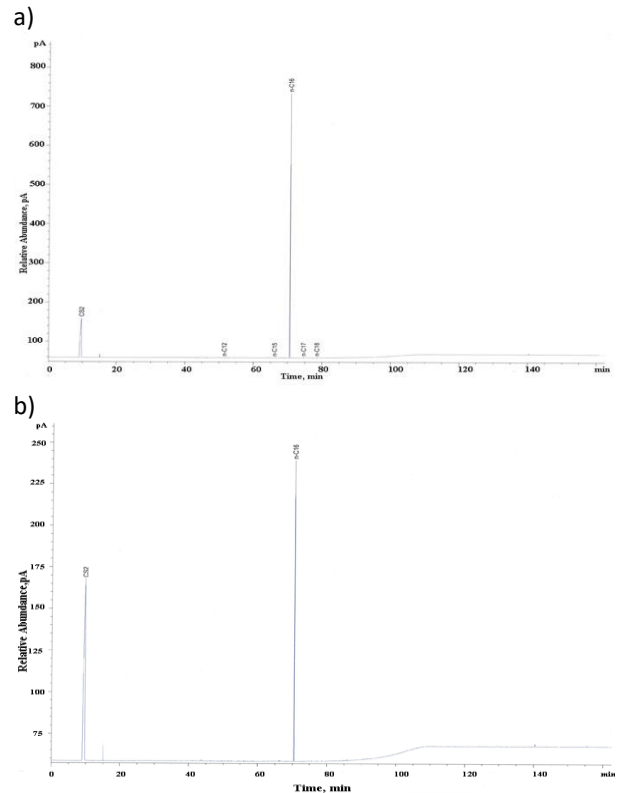 a)
pA
800
n-C16
700
600
500
400
300
CS2
200
100
n-C12
n-C15
n-C17
n-C18
Relative Abundance, pA
0 20 40 60 80 100 120 140 min
Time, min
b)
pA
250
n-C16
225
200
175
CS2
150
125
100
75
Relative Abundance,pA
0 20 40 60 80 100 120 140 min
Time, min